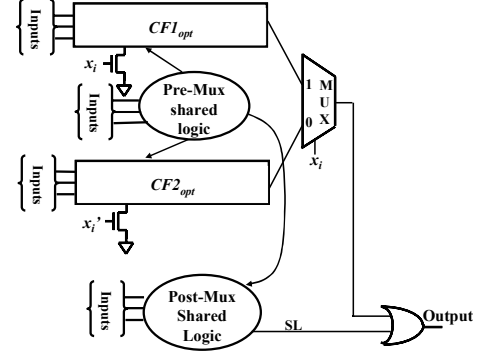 Inputs
CF1opt
xi
Inputs
Pre-Mux
shared
logic
1
0
M
U
X
xi
Inputs
CF2opt
xi’
Inputs
Post-Mux
Shared
Logic
SL
Output